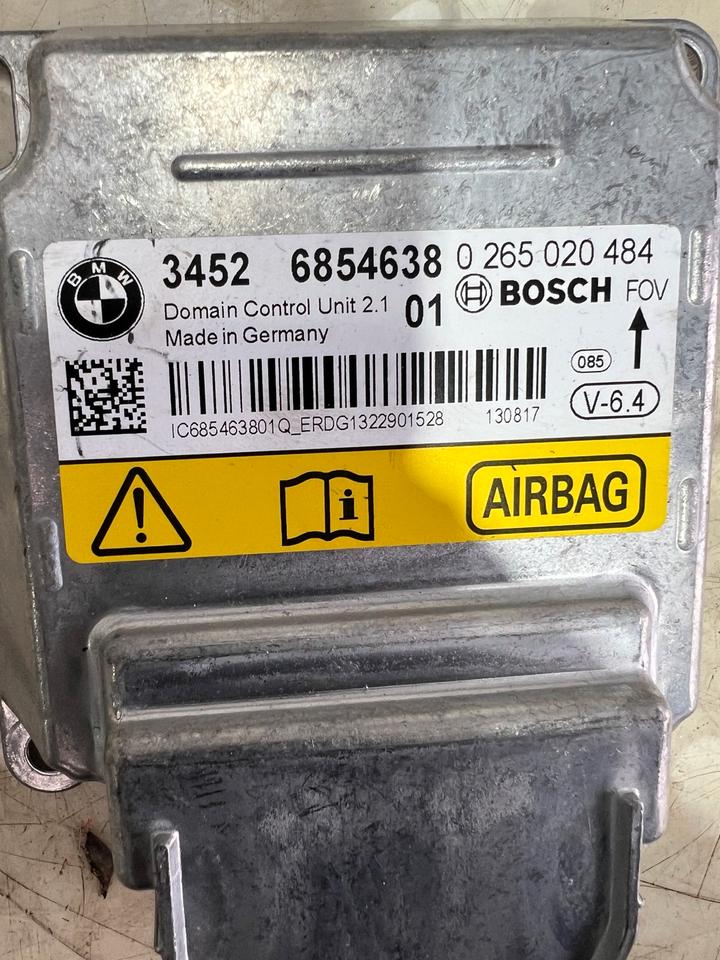 BMW
3452 6854638 0 265 020 484
Domain Control Unit 2.1 01 BOSCH FOV
Made in Germany
085
V-6.4
IC685463801Q_ERDG1322901528 130817
! i AIRBAG